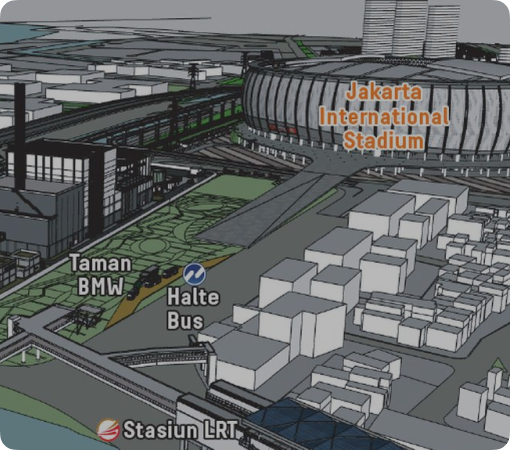 Jakarta
International
Stadium
Taman
BMW
Halte
Bus
Stasiun LRT